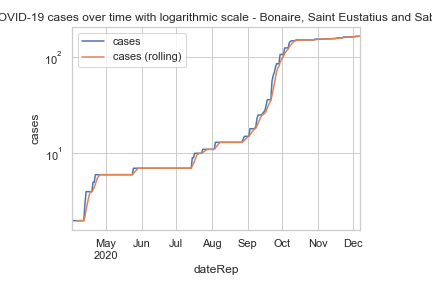 OVID-19 cases over time with logarithmic scale - Bonaire, Saint Eustatius and Sab
cases
cases (rolling)
10²
10¹
cases
May
2020
Jun
Jul
Aug
Sep
Oct
Nov
Dec
dateRep